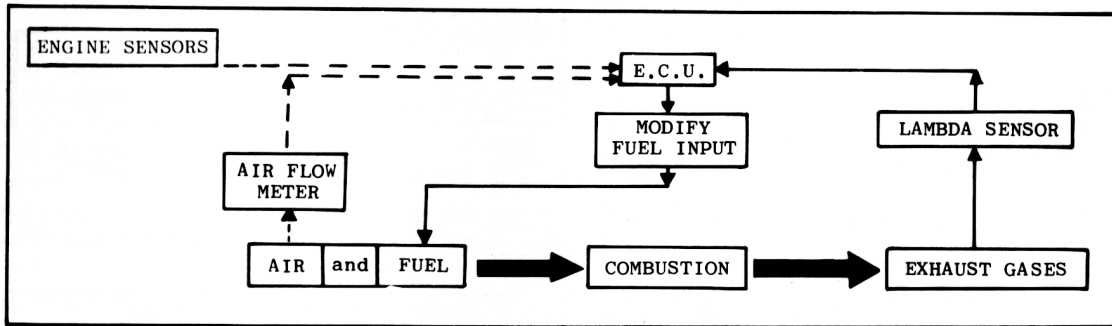 ENGINE SENSORS
E.C.U.
MODIFY
FUEL INPUT
LAMBDA SENSOR
AIR FLOW
METER
AIR and FUEL
COMBUSTION
EXHAUST GASES